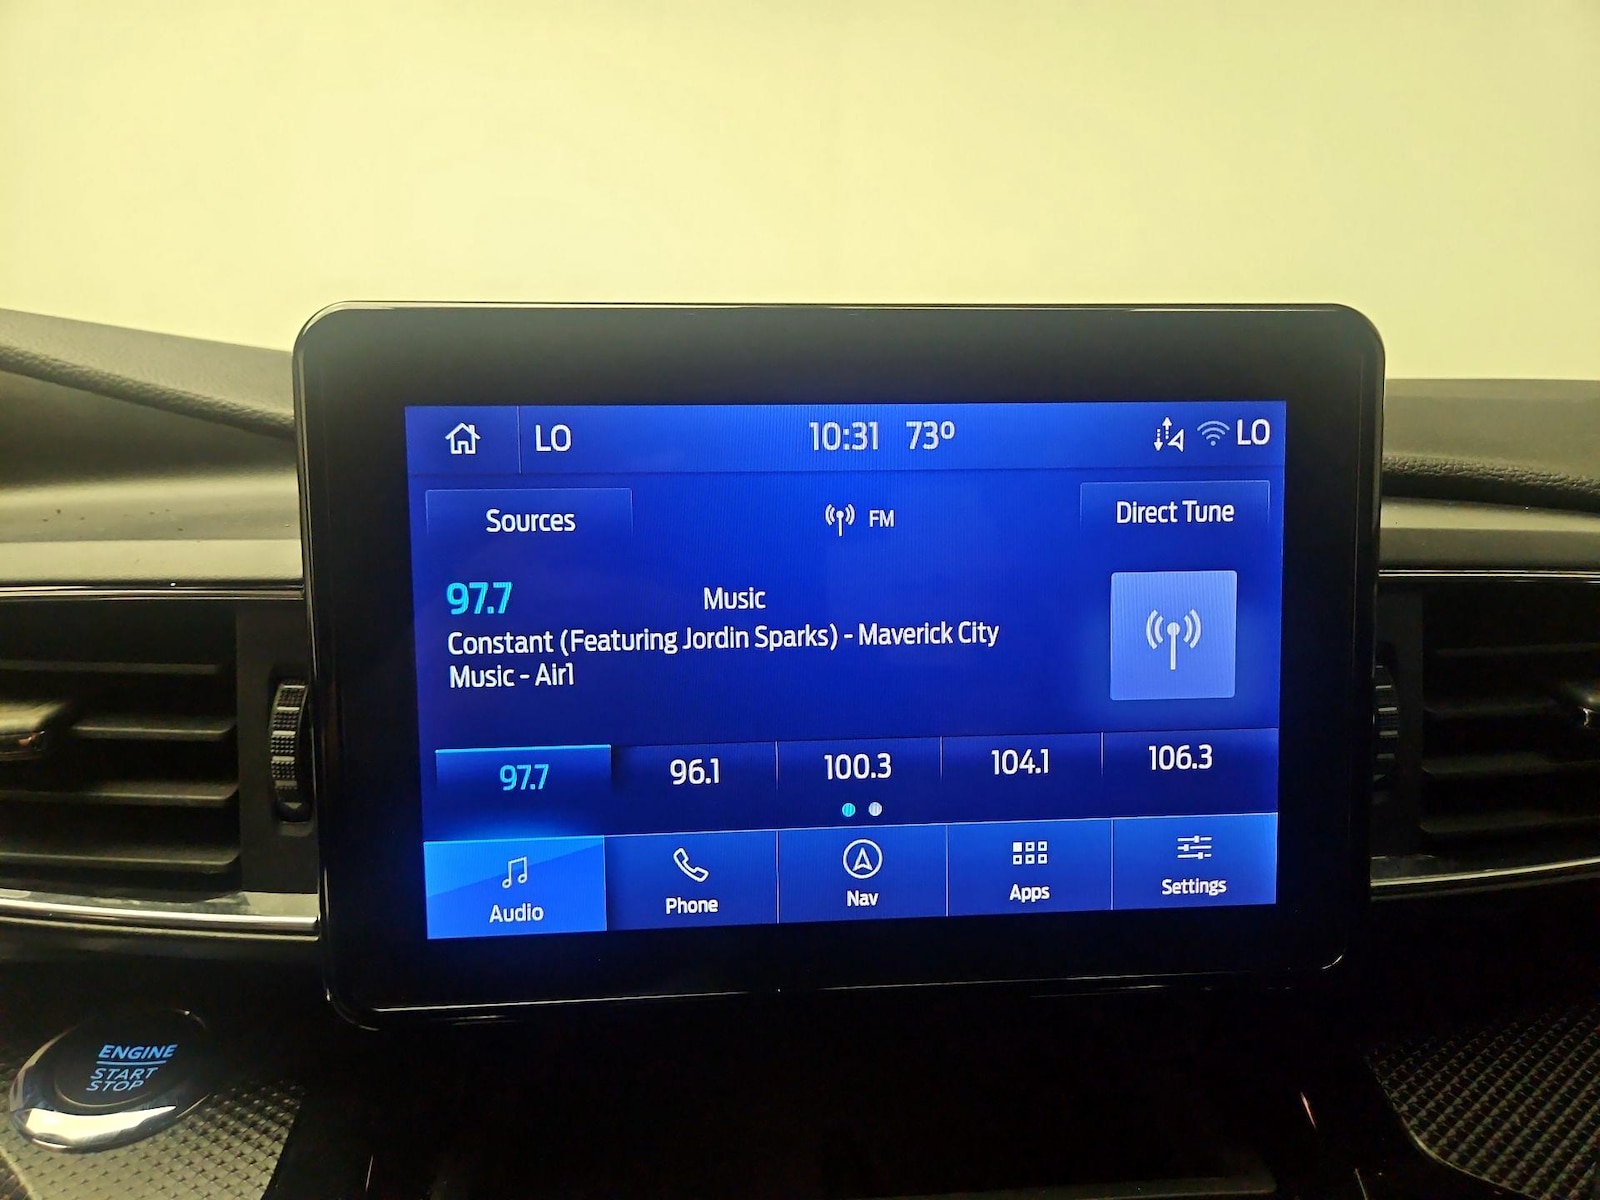 LO 10:31 73° LO
Sources FM Direct Tune
97.7 Music
Constant (Featuring Jordin Sparks) - Maverick City
Music - Air1
97.7 96.1 100.3 104.1 106.3
Audio Phone Nav Apps Settings
ENGINE
START
STOP